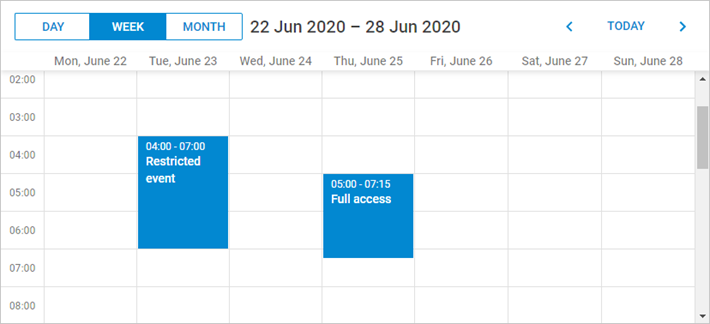 DAY WEEK MONTH 22 Jun 2020 – 28 Jun 2020 TODAY
Mon, June 22 Tue, June 23 Wed, June 24 Thu, June 25 Fri, June 26 Sat, June 27 Sun, June 28
02:00
03:00
04:00
04:00 - 07:00
Restricted
event
05:00
05:00 - 07:15
Full access
06:00
07:00
08:00